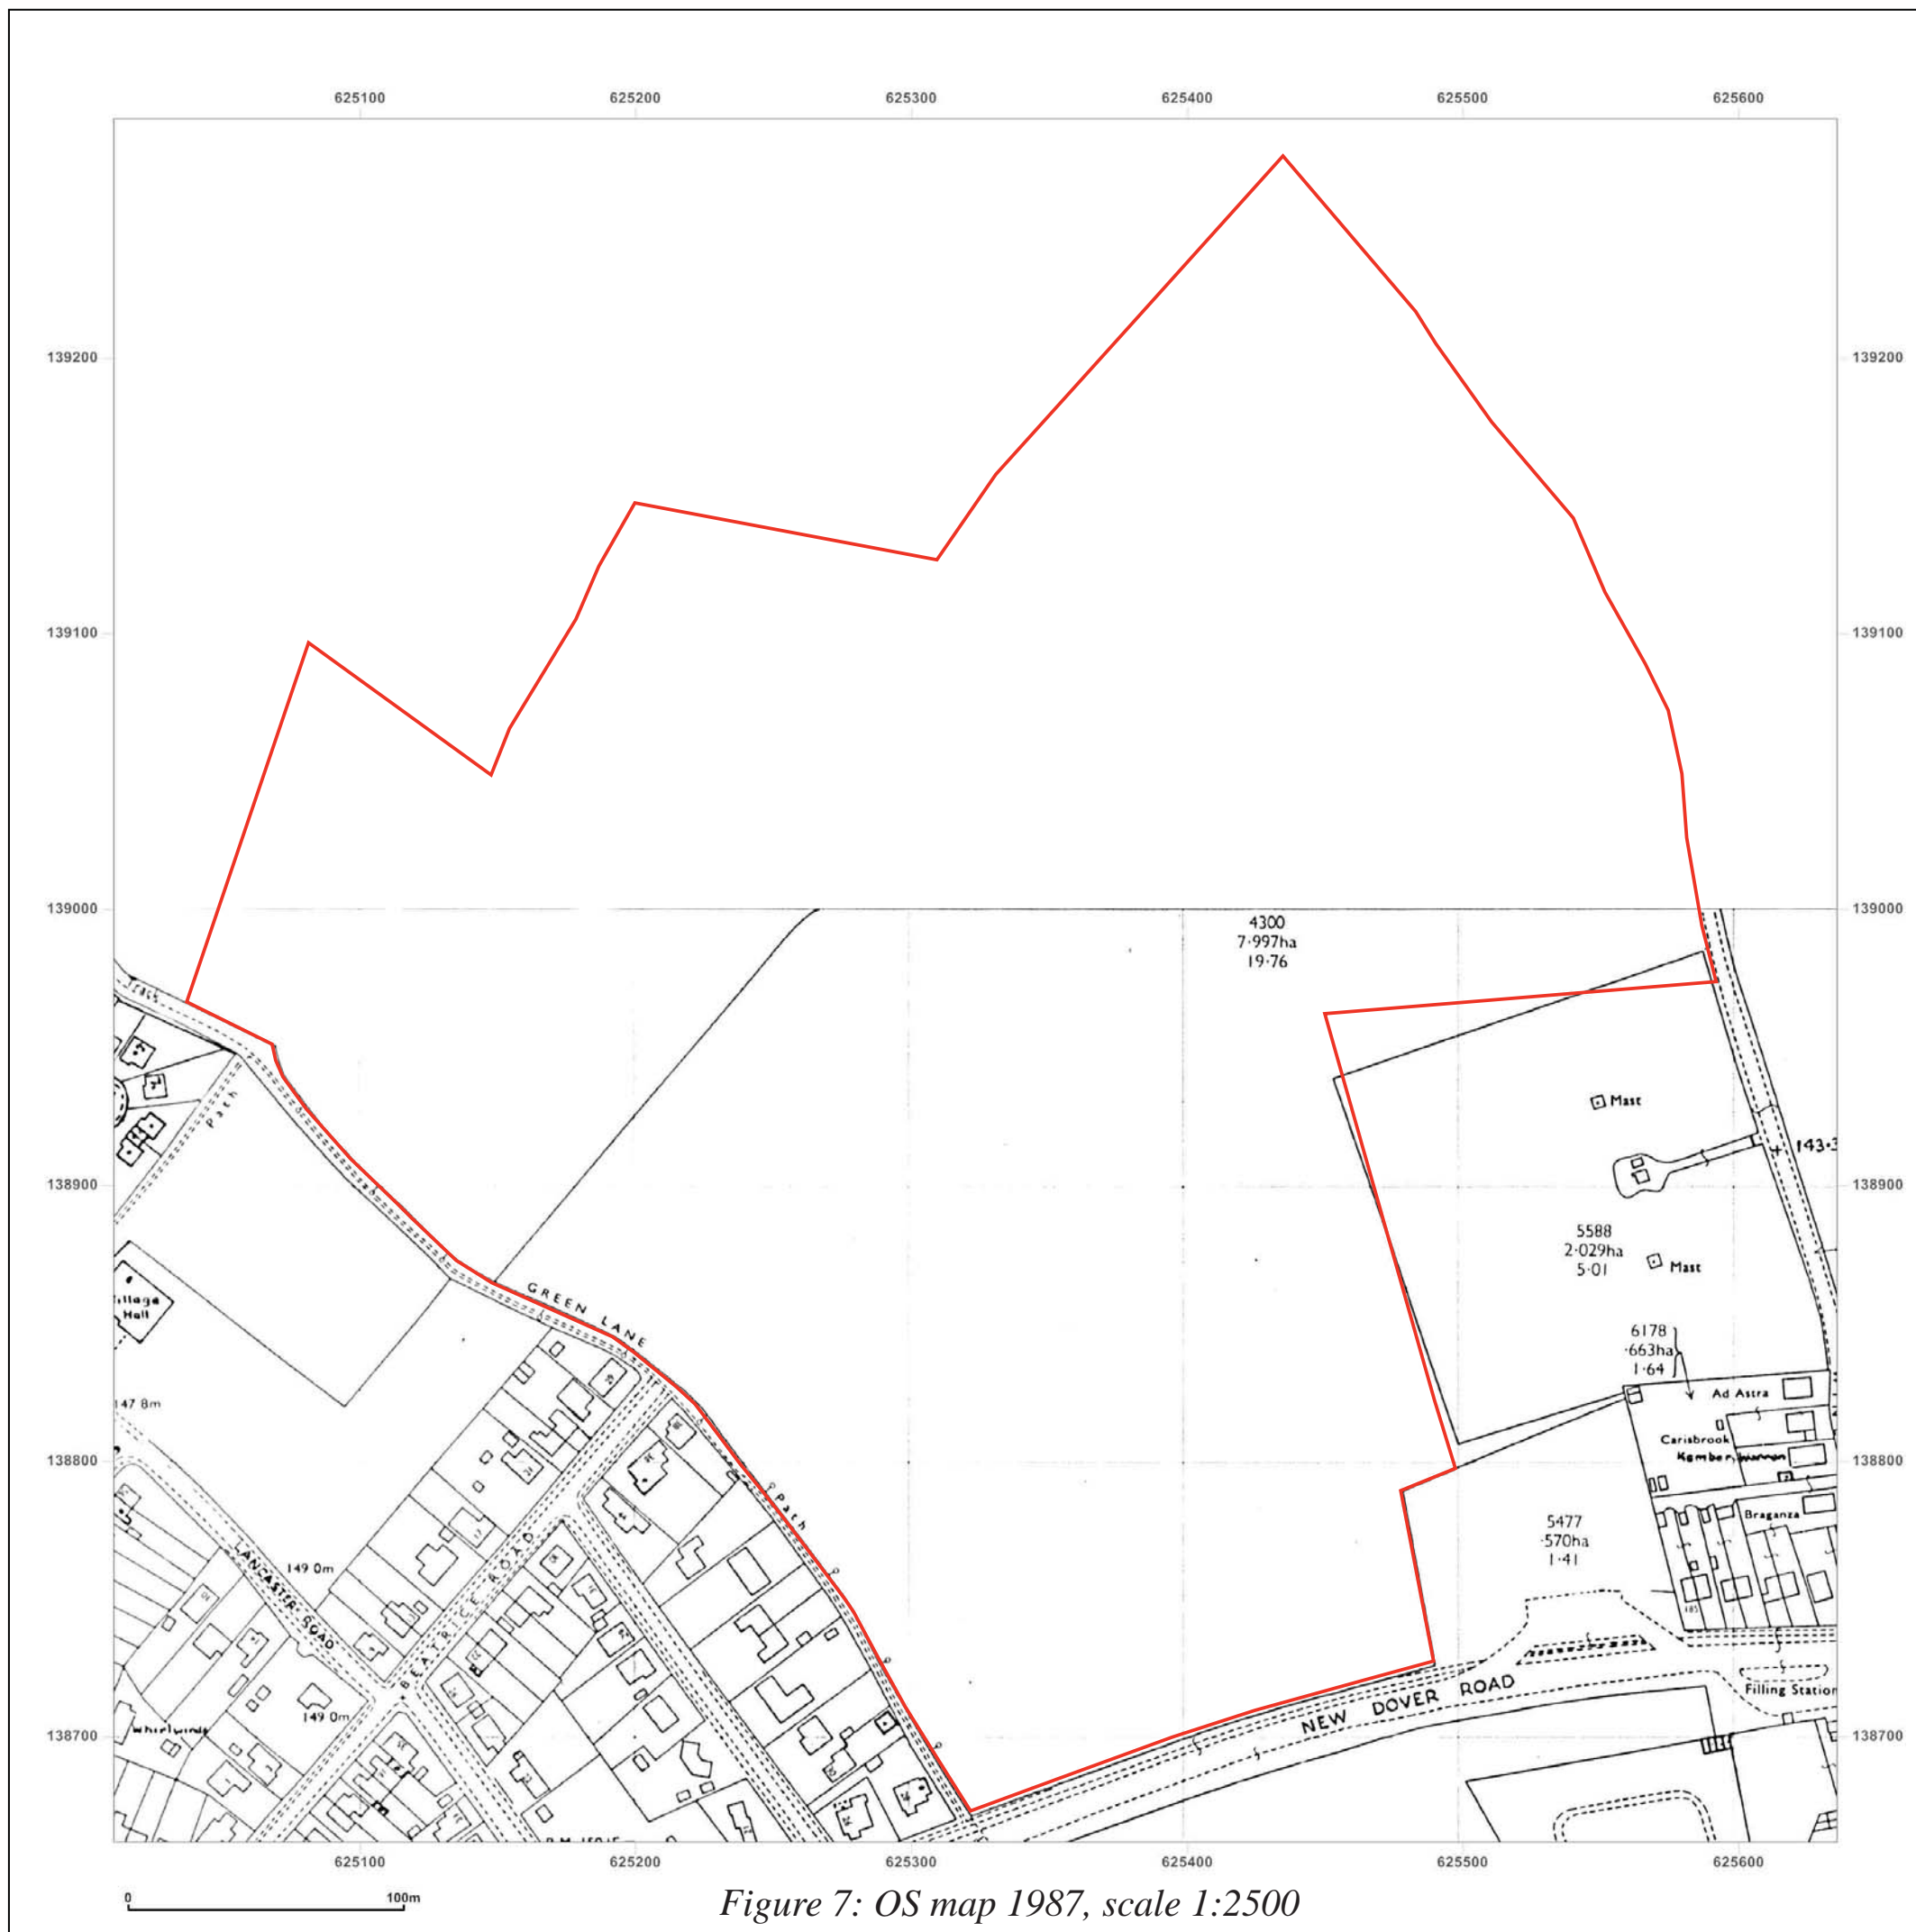 625100 625200 625300 625400 625500 625600
139200 139200
139100 139100
139000 139000
4300
7·997ha
19·76
Track
Path
Mast
143·3
138900 138900
5588
2·029ha
5·01
Mast
GREEN LANE
illage
Hall
6178
·663ha
1·64
Ad Astra
147 8m
Carisbrook
138800 138800
Path
Braganza
5477
·570ha
1·41
LANCASTER ROAD
149 0m
BEATRICE ROAD
185
NEW DOVER ROAD
Filling Station
149 0m
Whirlwinds
138700 138700
625100 625200 625300 625400 625500 625600
0 100m
Figure 7: OS map 1987, scale 1:2500